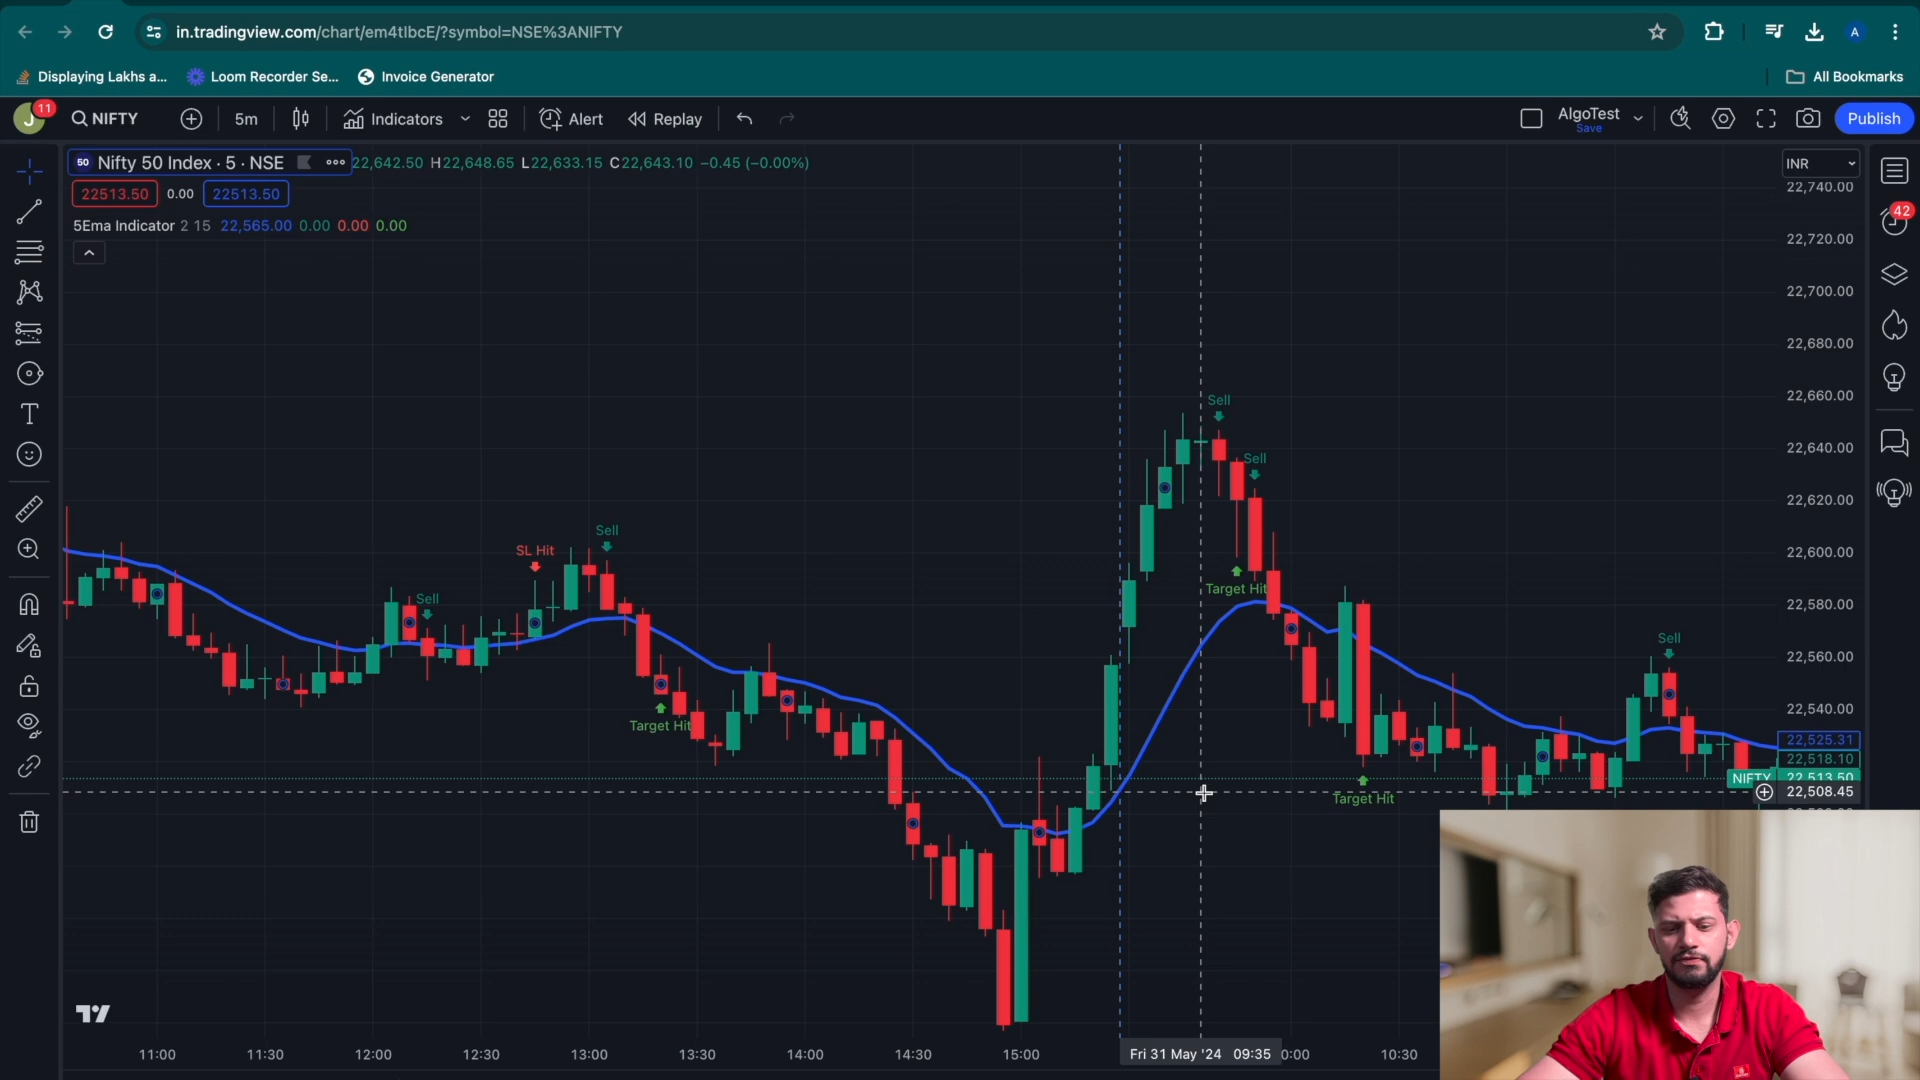 in.tradingview.com/chart/em4tlbcE/?symbol=NSE%3ANIFTY
A
Displaying Lakhs a...
Loom Recorder Se...
Invoice Generator
All Bookmarks
J
11
NIFTY
5m
Indicators
Alert
Replay
AlgoTest
Save
Publish
50 Nifty 50 Index · 5 · NSE
22,642.50 H22,648.65 L22,633.15 C22,643.10 −0.45 (−0.00%)
22513.50 0.00 22513.50
5Ema Indicator 2 15 22,565.00 0.00 0.00 0.00
INR
42
22,740.00
22,720.00
22,700.00
22,680.00
22,660.00
22,640.00
22,620.00
22,600.00
22,580.00
22,560.00
22,540.00
22,525.31
22,518.10
NIFTY 22,513.50
22,508.45
Sell
Sell
Target Hit
SL Hit
Sell
Sell
Target Hit
Sell
Target Hit
11:00
11:30
12:00
12:30
13:00
13:30
14:00
14:30
15:00
Fri 31 May '24 09:35
0:00
10:30